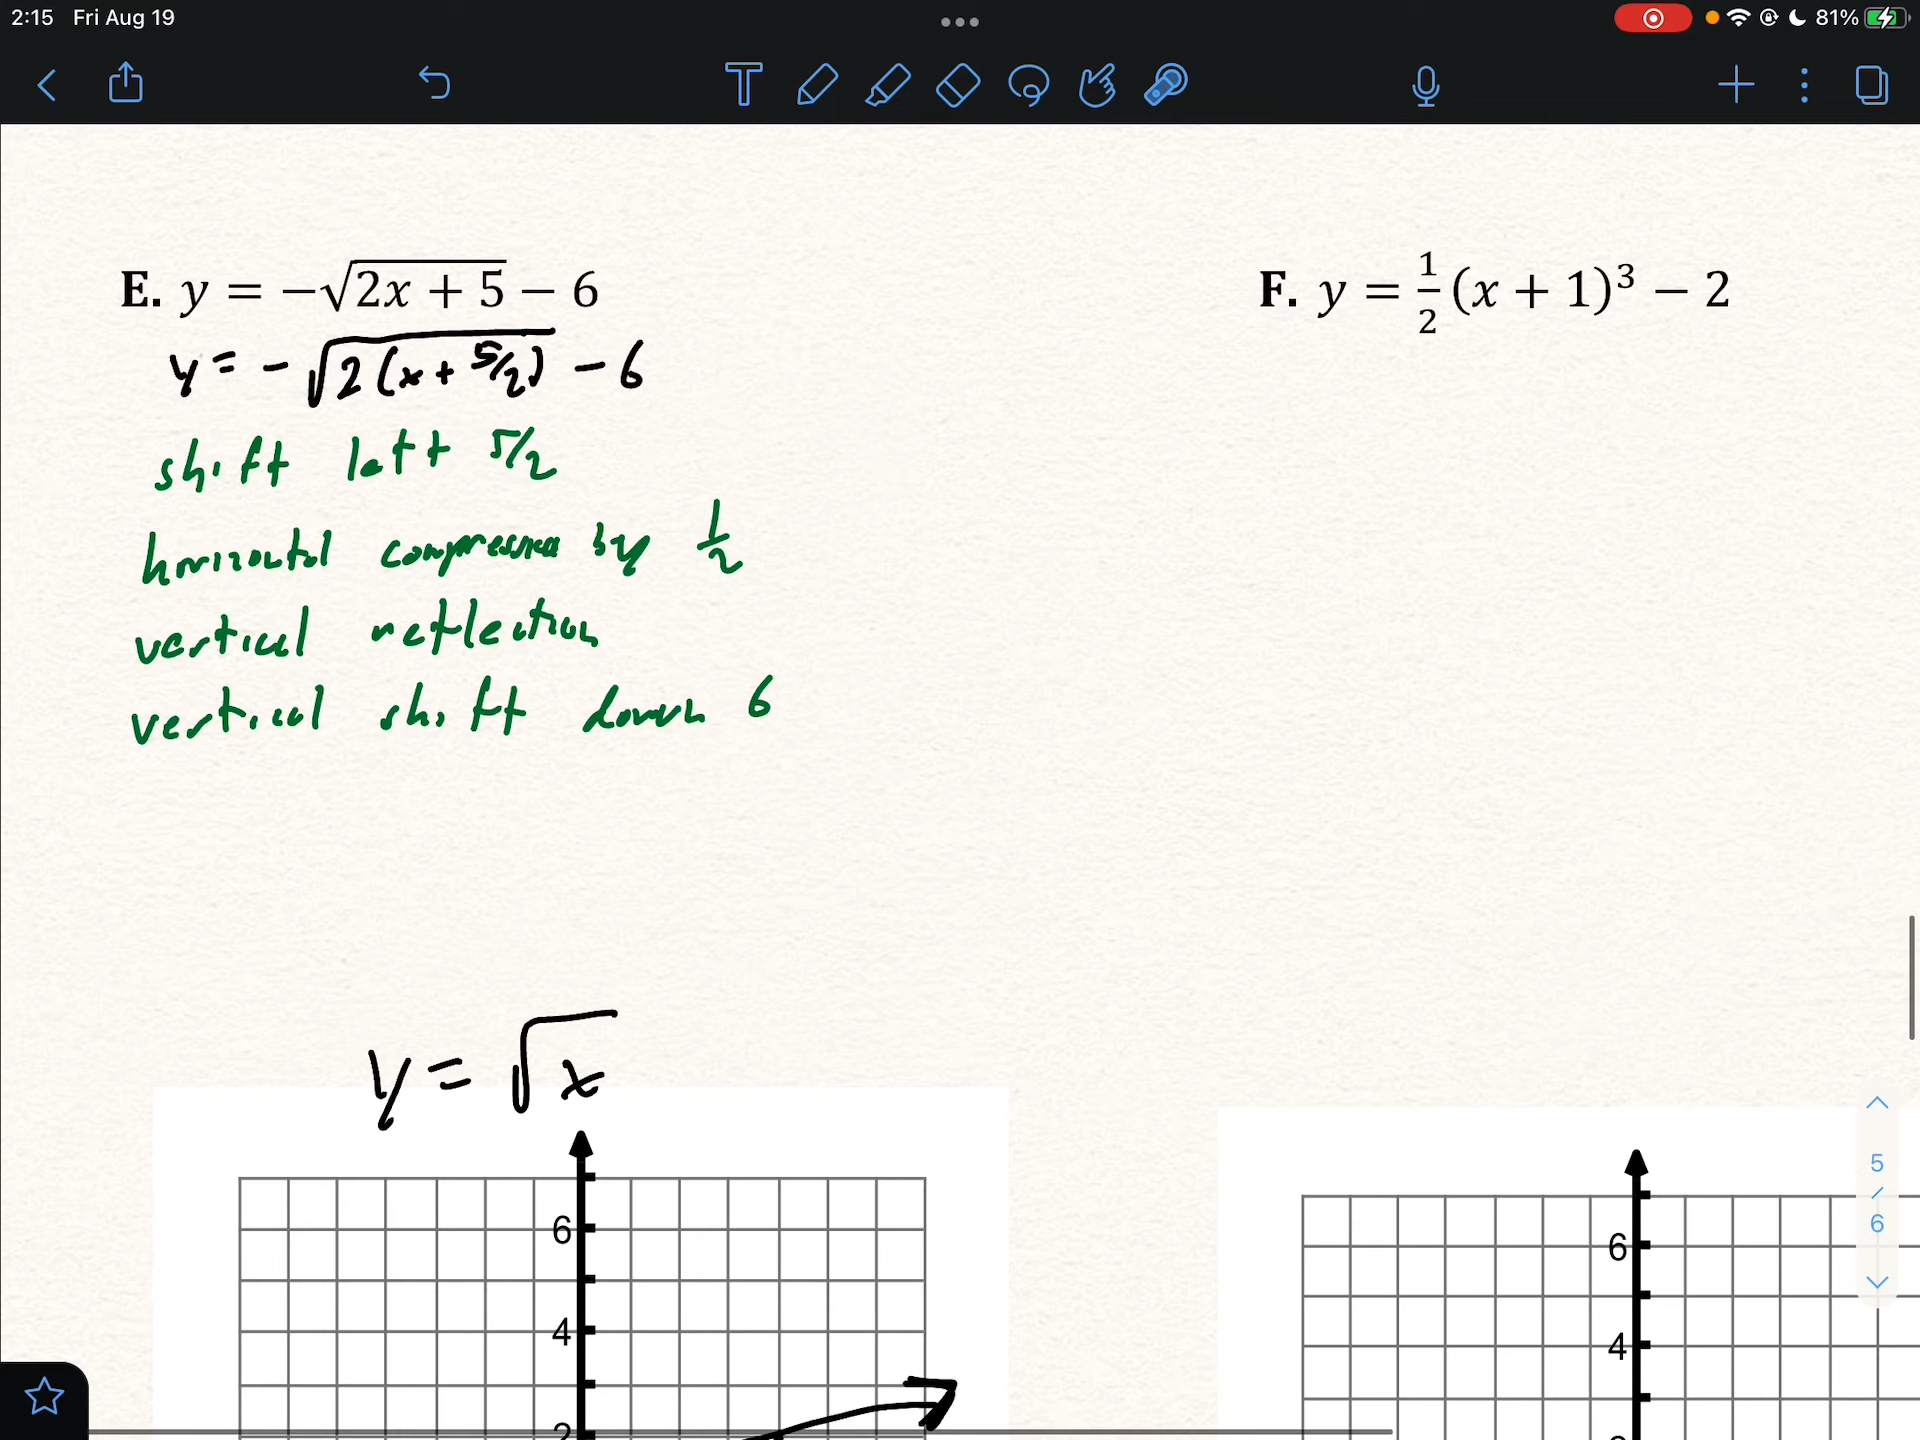 2:15 Fri Aug 19
81%
E. y = −√(2x + 5) − 6
y = - √(2(x + 5/2)) - 6
shift left 5/2
horizontal compression by 1/2
vertical reflection
vertical shift down 6
y = √x
6
4
2
F. y = 1/2 (x + 1)³ − 2
6
4
5
/
6